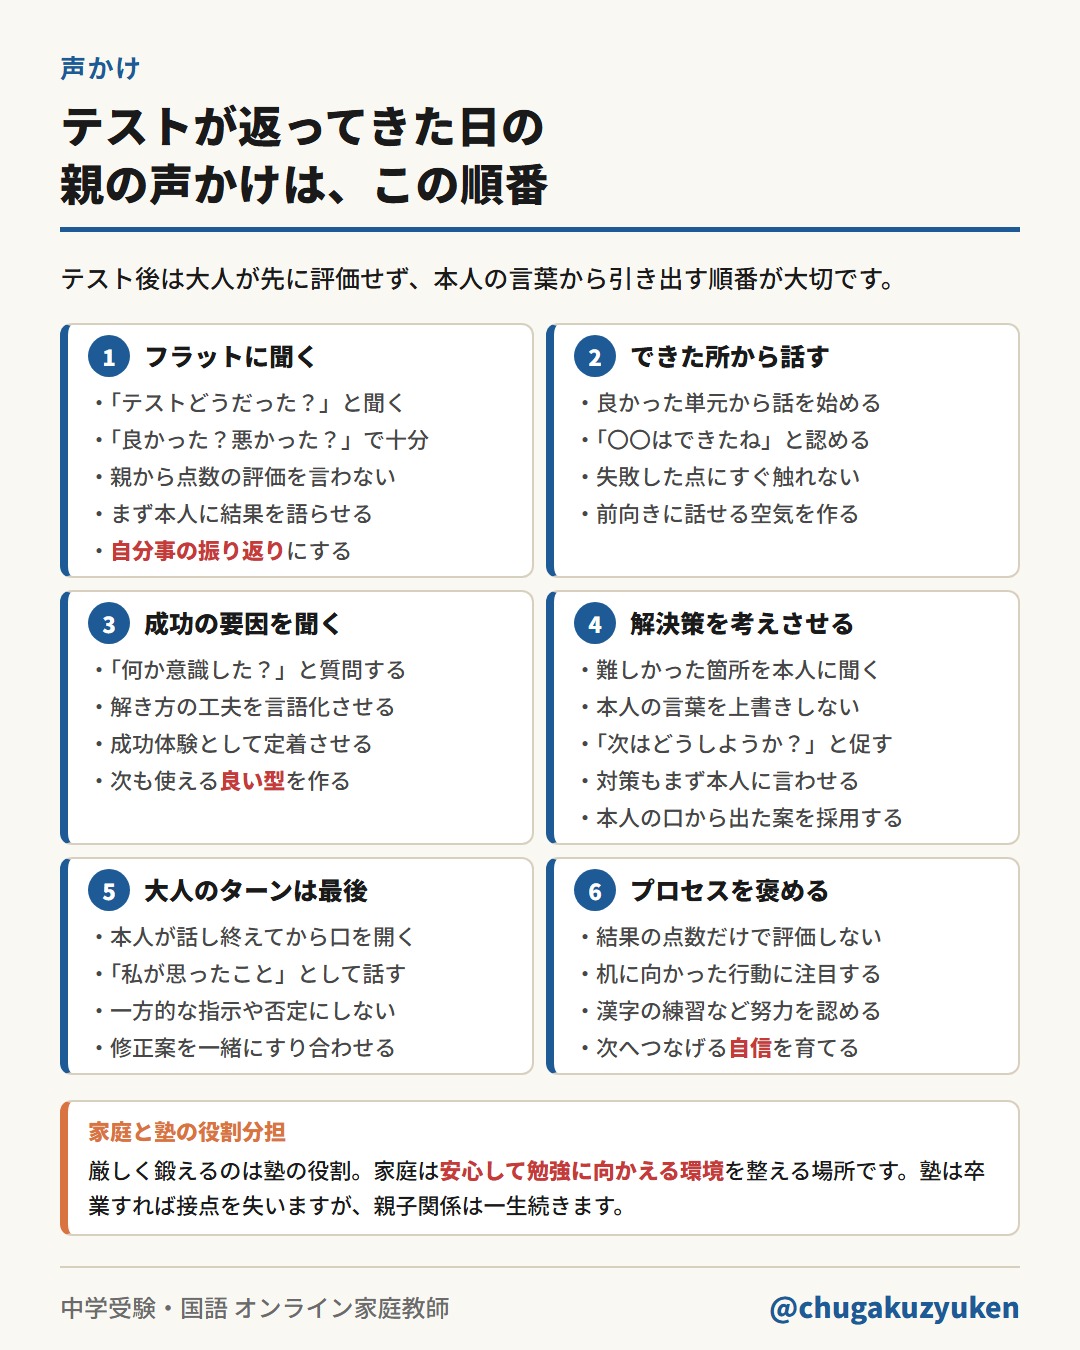 声かけ
テストが返ってきた日の
親の声かけは、この順番
テスト後は大人が先に評価せず、本人の言葉から引き出す順番が大切です。
1 フラットに聞く
・「テストどうだった？」と聞く
・「良かった？悪かった？」で十分
・親から点数の評価を言わない
・まず本人に結果を語らせる
・自分事の振り返りにする
2 できた所から話す
・良かった単元から話を始める
・「〇〇はできたね」と認める
・失敗した点にすぐ触れない
・前向きに話せる空気を作る
3 成功の要因を聞く
・「何か意識した？」と質問する
・解き方の工夫を言語化させる
・成功体験として定着させる
・次も使える良い型を作る
4 解決策を考えさせる
・難しかった箇所を本人に聞く
・本人の言葉を上書きしない
・「次はどうしようか？」と促す
・対策もまず本人に言わせる
・本人の口から出た案を採用する
5 大人のターンは最後
・本人が話し終えてから口を開く
・「私が思ったこと」として話す
・一方的な指示や否定にしない
・修正案を一緒にすり合わせる
6 プロセスを褒める
・結果の点数だけで評価しない
・机に向かった行動に注目する
・漢字の練習など努力を認める
・次へつなげる自信を育てる
家庭と塾の役割分担
厳しく鍛えるのは塾の役割。家庭は安心して勉強に向かえる環境を整える場所です。塾は卒
業すれば接点を失いますが、親子関係は一生続きます。
中学受験・国語 オンライン家庭教師
@chugakuzyuken